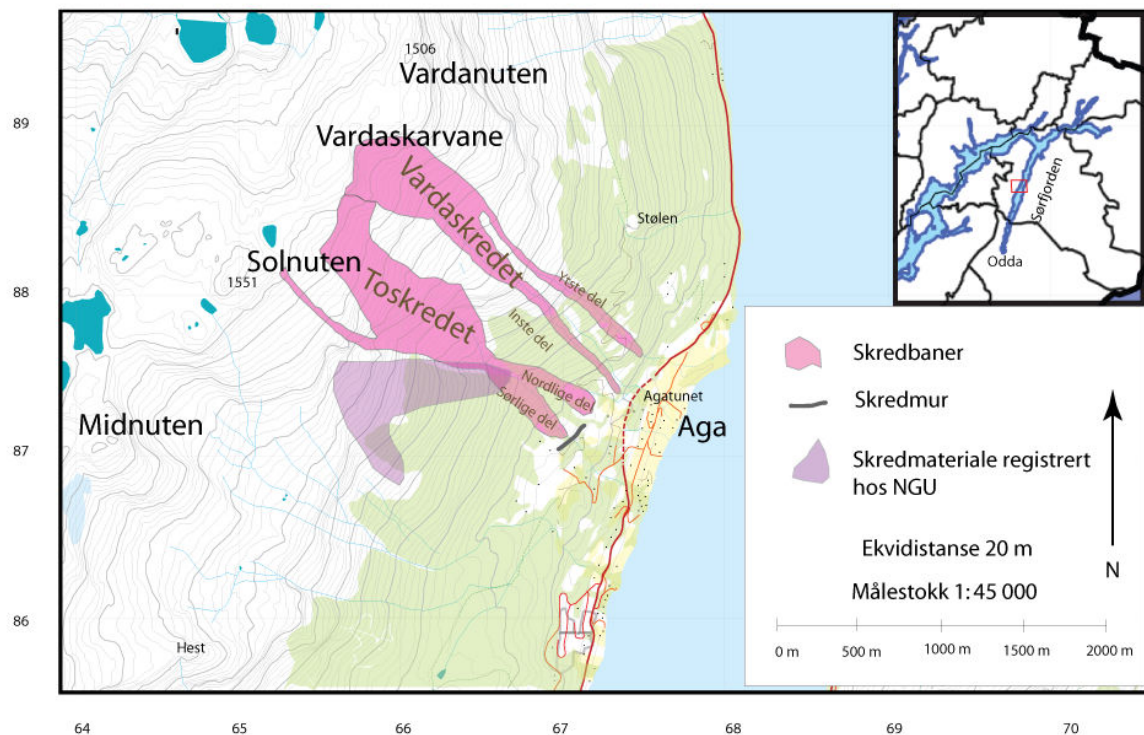 1506
Vardanuten
89
Vardaskarvane
Vardaskredet
Stølen
Sørfjorden
Odda
Solnuten
1551
88
Toskredet
Ytste del
Inste del
Nordlige del
Sørlige del
Agatunet
Aga
Midnuten
87
86
Hest
Skredbaner
Skredmur
Skredmateriale registrert
hos NGU
Ekvidistanse 20 m
Målestokk 1:45 000
N
0 m 500 m 1000 m 1500 m 2000 m
64 65 66 67 68 69 70